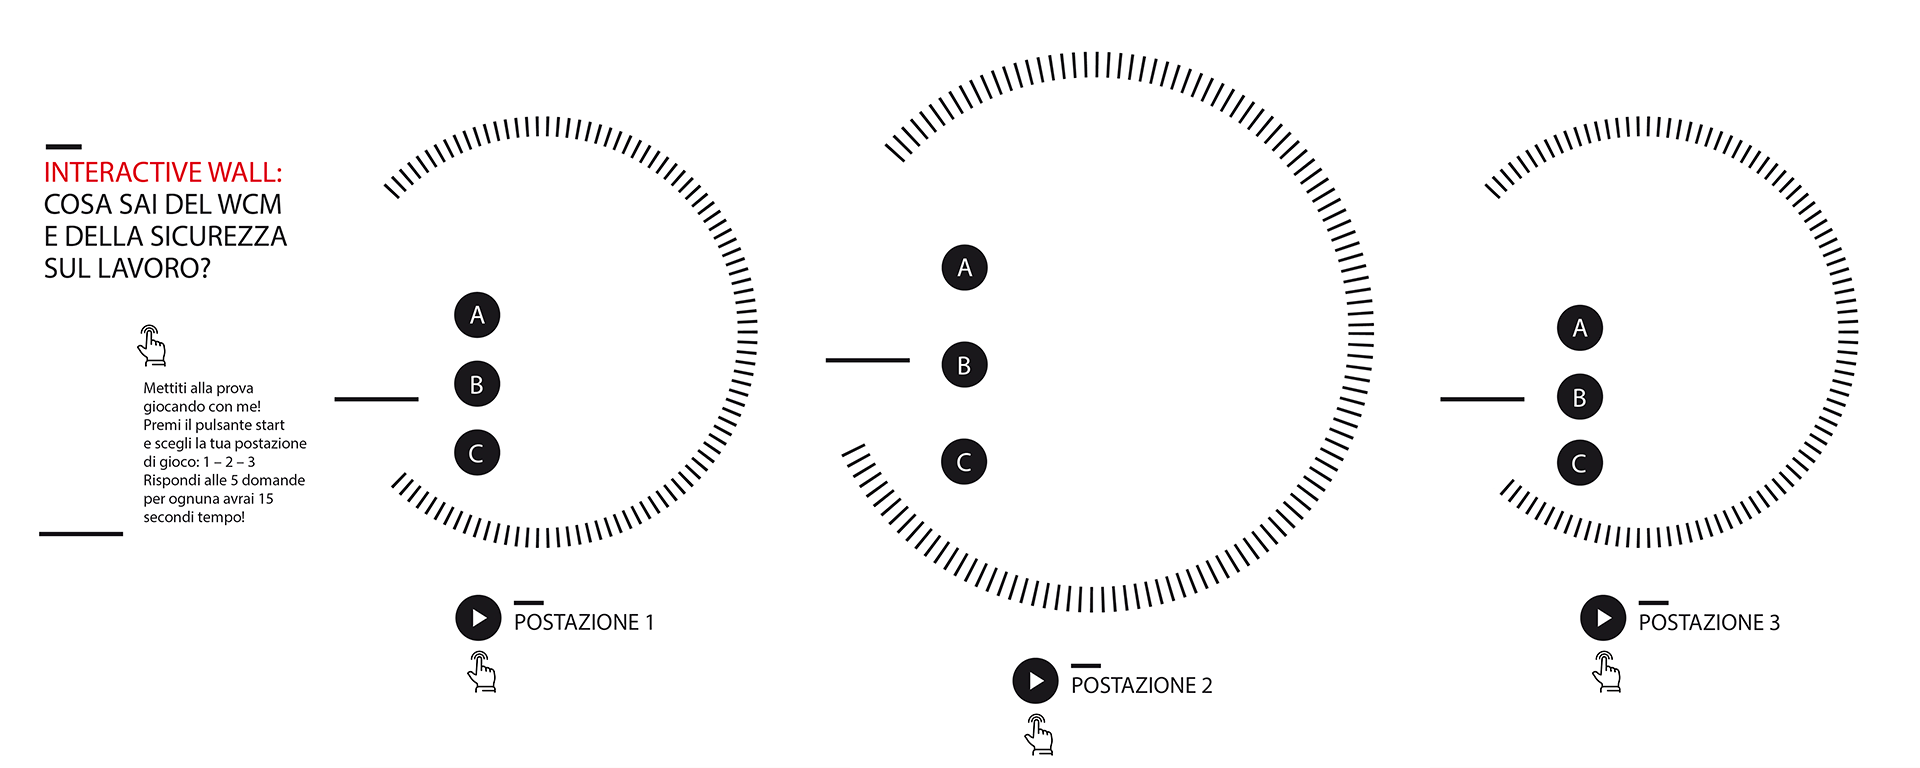 INTERACTIVE WALL:
COSA SAI DEL WCM
E DELLA SICUREZZA
SUL LAVORO?
Mettiti alla prova
giocando con me!
Premi il pulsante start
e scegli la tua postazione
di gioco: 1 – 2 – 3
Rispondi alle 5 domande
per ognuna avrai 15
secondi tempo!
A
B
C
POSTAZIONE 1
A
B
C
POSTAZIONE 2
A
B
C
POSTAZIONE 3